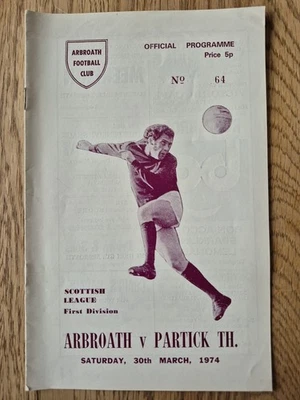 ARBROATH
FOOTBALL
CLUB
OFFICIAL PROGRAMME
Price 5p
Nº 64
SCOTTISH
LEAGUE
First Division
ARBROATH v PARTICK TH.
SATURDAY, 30th MARCH, 1974